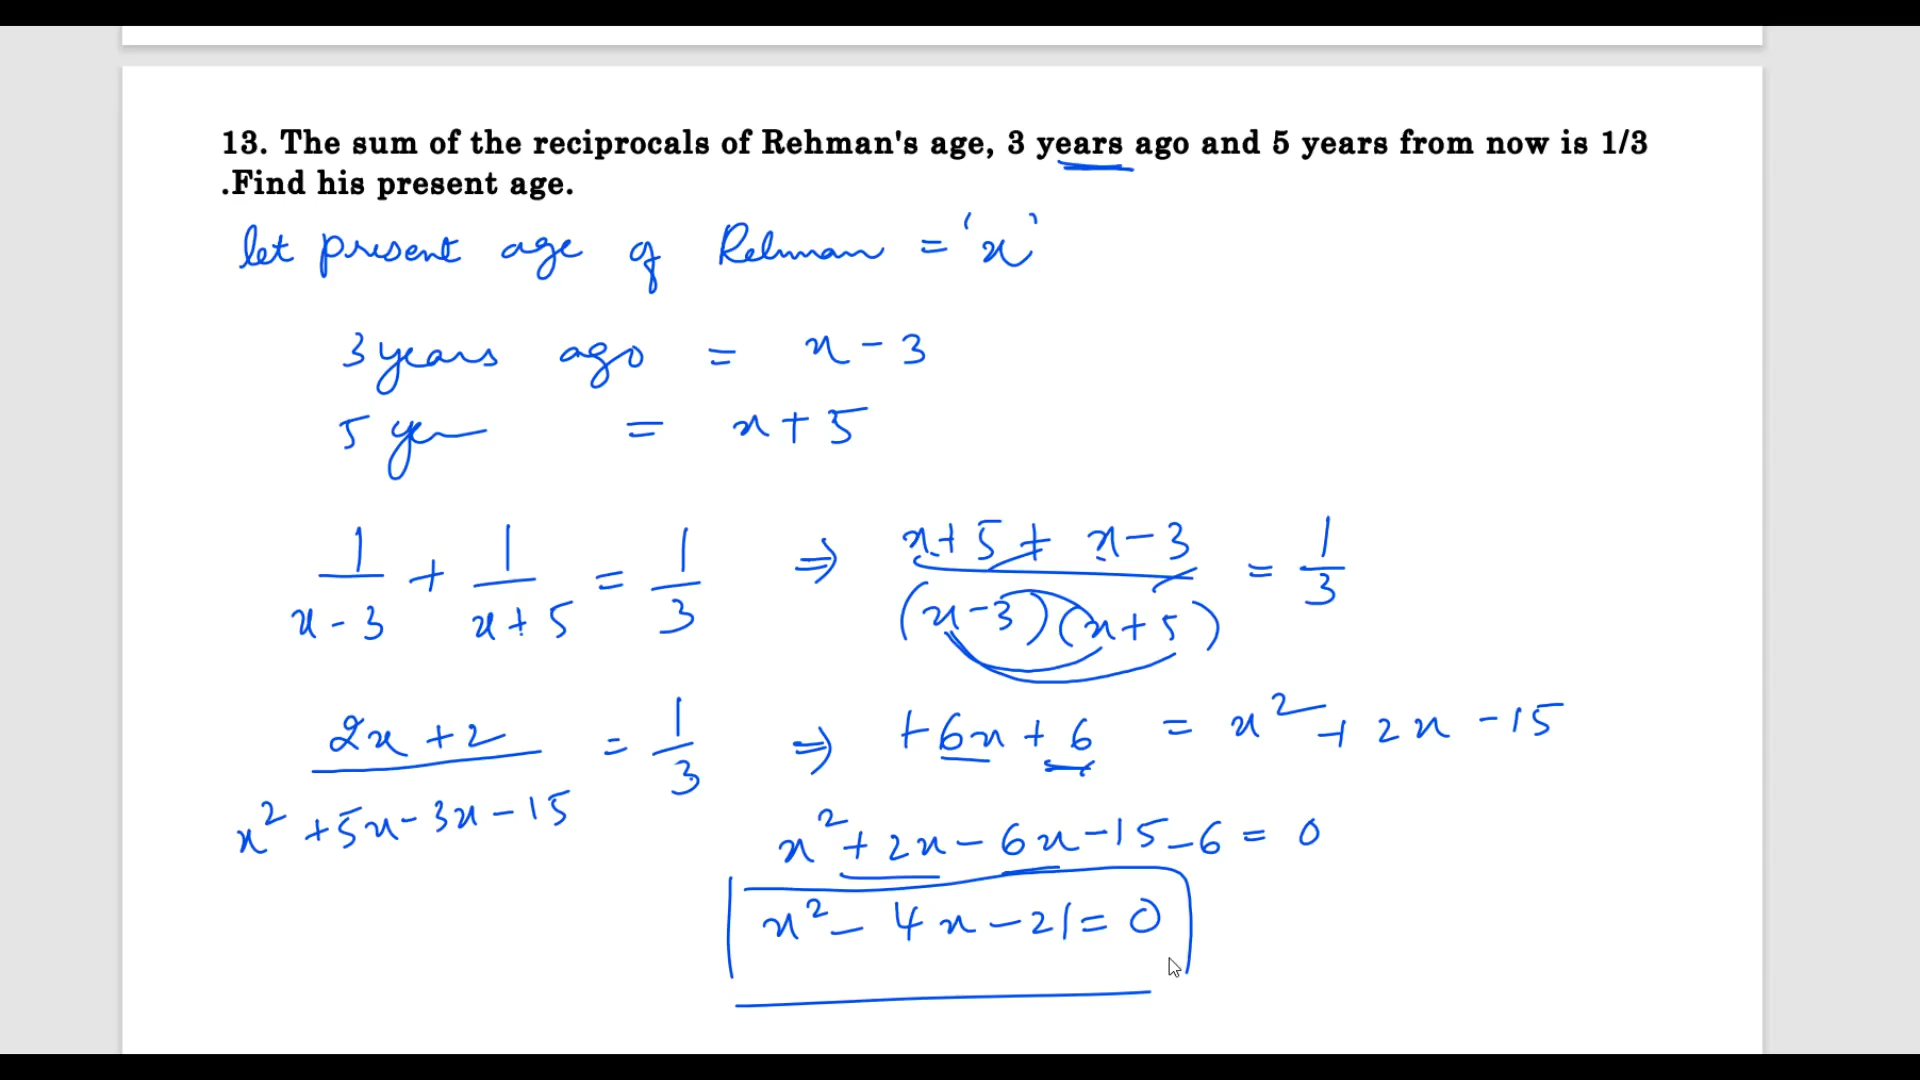 13. The sum of the reciprocals of Rehman's age, 3 years ago and 5 years from now is 1/3
.Find his present age.
let present age of Rehman = 'x'
3 years ago = x - 3
5 yer = x + 5
1/(x-3) + 1/(x+5) = 1/3 ⇒ (x+5 + x-3)/((x-3)(x+5)) = 1/3
(2x+2)/(x² +5x-3x-15) = 1/3 ⇒ +6x + 6 = x² + 2x - 15
x² + 2x - 6x - 15 - 6 = 0
x² - 4x - 21 = 0